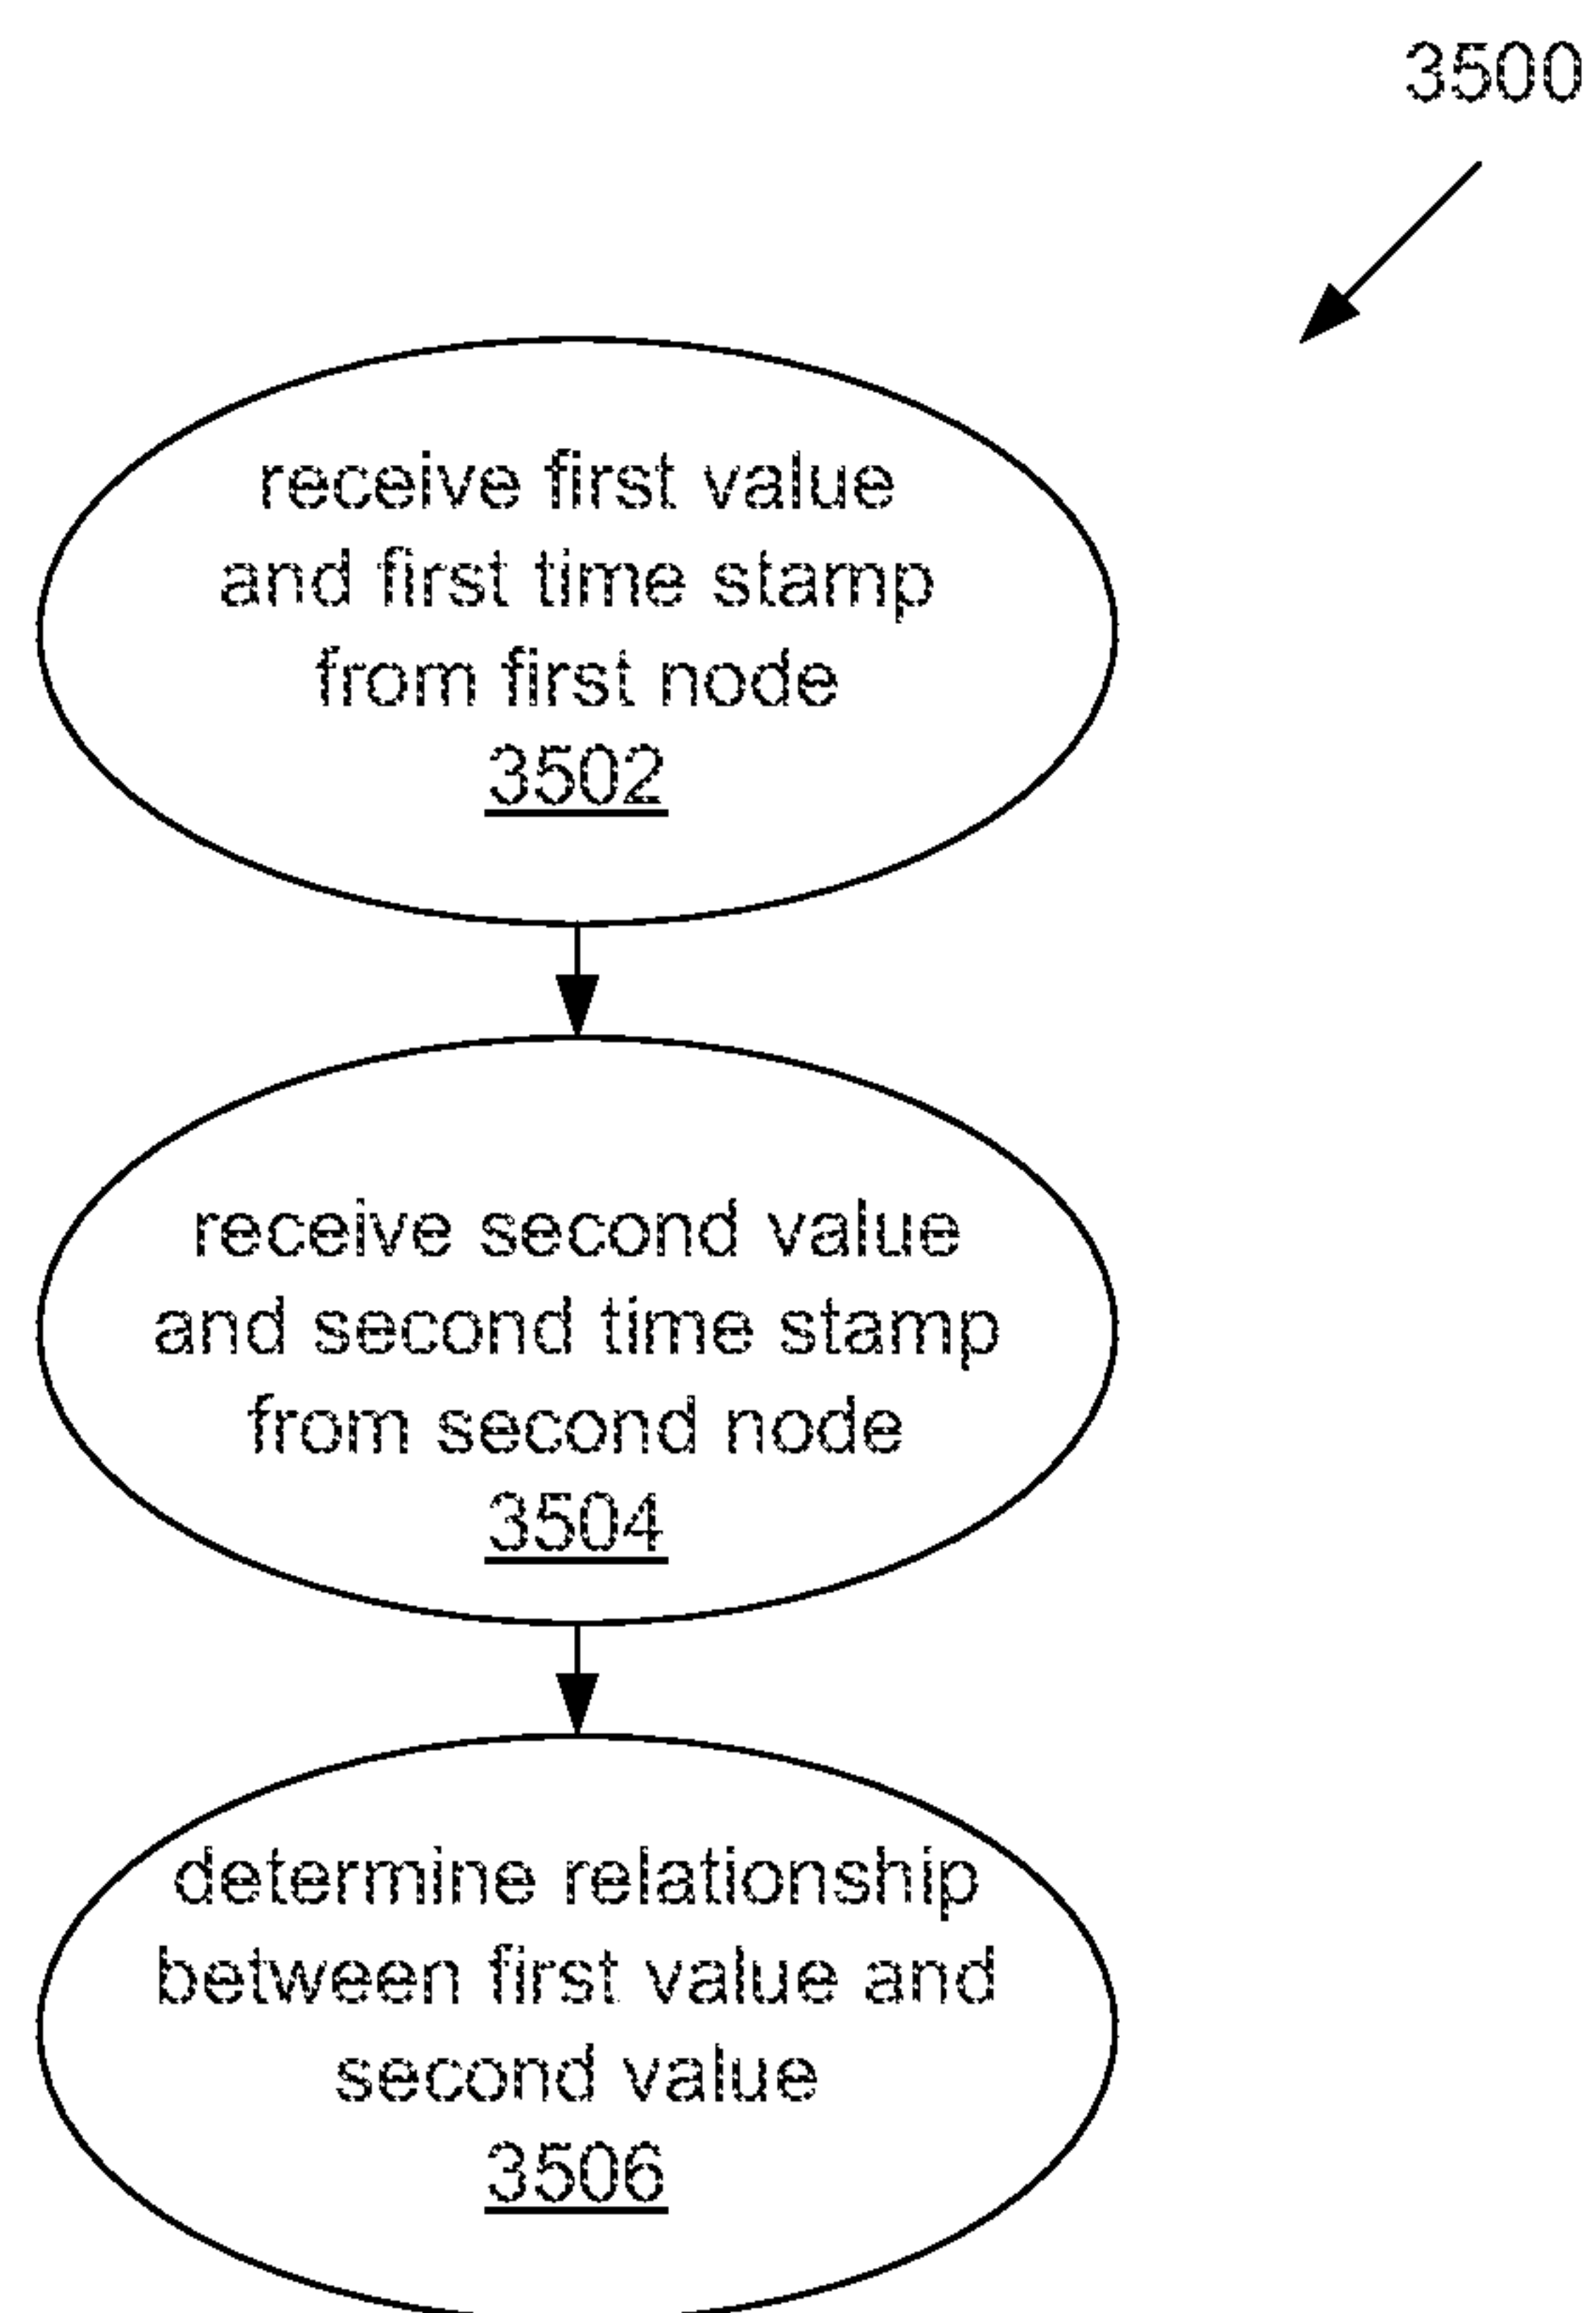 3500
receive first value
and first time stamp
from first node
3502
receive second value
and second time stamp
from second node
3504
determine relationship
between first value and
second value
3506